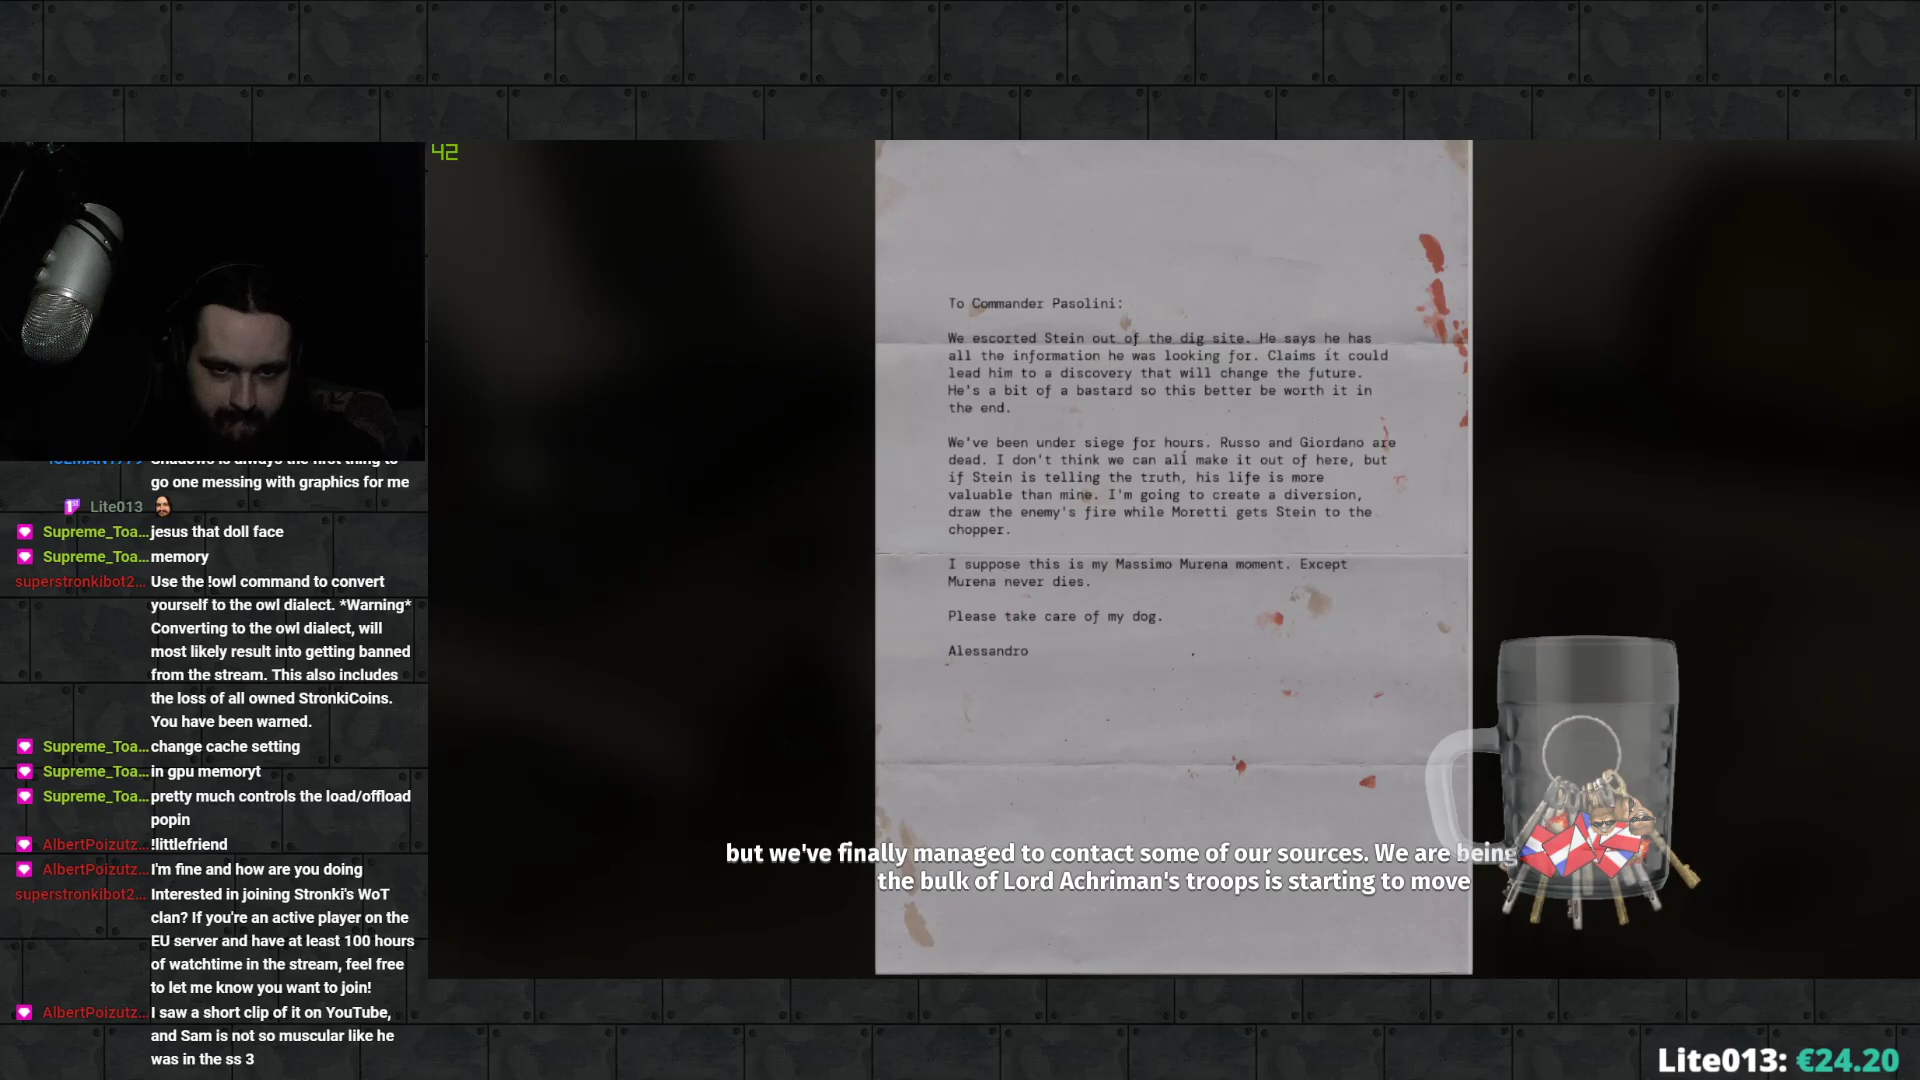 42
Shadows is always the first thing to
go one messing with graphics for me
Lite013
Supreme_Toa... jesus that doll face
Supreme_Toa... memory
superstronkibot2... Use the !owl command to convert
yourself to the owl dialect. *Warning*
Converting to the owl dialect, will
most likely result into getting banned
from the stream. This also includes
the loss of all owned StronkiCoins.
You have been warned.
Supreme_Toa... change cache setting
Supreme_Toa... in gpu memoryt
Supreme_Toa... pretty much controls the load/offload
popin
AlbertPoizutz... !littlefriend
AlbertPoizutz... I'm fine and how are you doing
superstronkibot2... Interested in joining Stronki's WoT
clan? If you're an active player on the
EU server and have at least 100 hours
of watchtime in the stream, feel free
to let me know you want to join!
AlbertPoizutz... I saw a short clip of it on YouTube,
and Sam is not so muscular like he
was in the ss 3
To Commander Pasolini:
We escorted Stein out of the dig site. He says he has
all the information he was looking for. Claims it could
lead him to a discovery that will change the future.
He's a bit of a bastard so this better be worth it in
the end.
We've been under siege for hours. Russo and Giordano are
dead. I don't think we can all make it out of here, but
if Stein is telling the truth, his life is more
valuable than mine. I'm going to create a diversion,
draw the enemy's fire while Moretti gets Stein to the
chopper.
I suppose this is my Massimo Murena moment. Except
Murena never dies.
Please take care of my dog.
Alessandro
but we've finally managed to contact some of our sources. We are being
the bulk of Lord Achriman's troops is starting to move
Lite013: €24.20